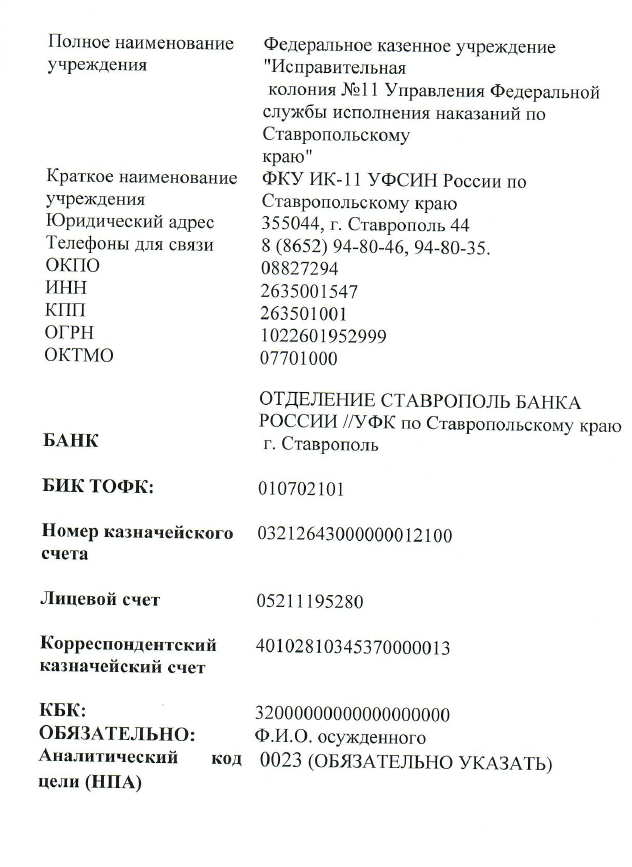 Полное наименование Федеральное казенное учреждение
учреждения "Исправительная
колония №11 Управления Федеральной
службы исполнения наказаний по
Ставропольскому
краю"
Краткое наименование ФКУ ИК-11 УФСИН России по
учреждения Ставропольскому краю
Юридический адрес 355044, г. Ставрополь 44
Телефоны для связи 8 (8652) 94-80-46, 94-80-35.
ОКПО 08827294
ИНН 2635001547
КПП 263501001
ОГРН 1022601952999
ОКТМО 07701000
ОТДЕЛЕНИЕ СТАВРОПОЛЬ БАНКА
РОССИИ //УФК по Ставропольскому краю
БАНК г. Ставрополь
БИК ТОФК: 010702101
Номер казначейского 03212643000000012100
счета
Лицевой счет 05211195280
Корреспондентский 40102810345370000013
казначейский счет
КБК: 32000000000000000000
ОБЯЗАТЕЛЬНО: Ф.И.О. осужденного
Аналитический код 0023 (ОБЯЗАТЕЛЬНО УКАЗАТЬ)
цели (НПА)